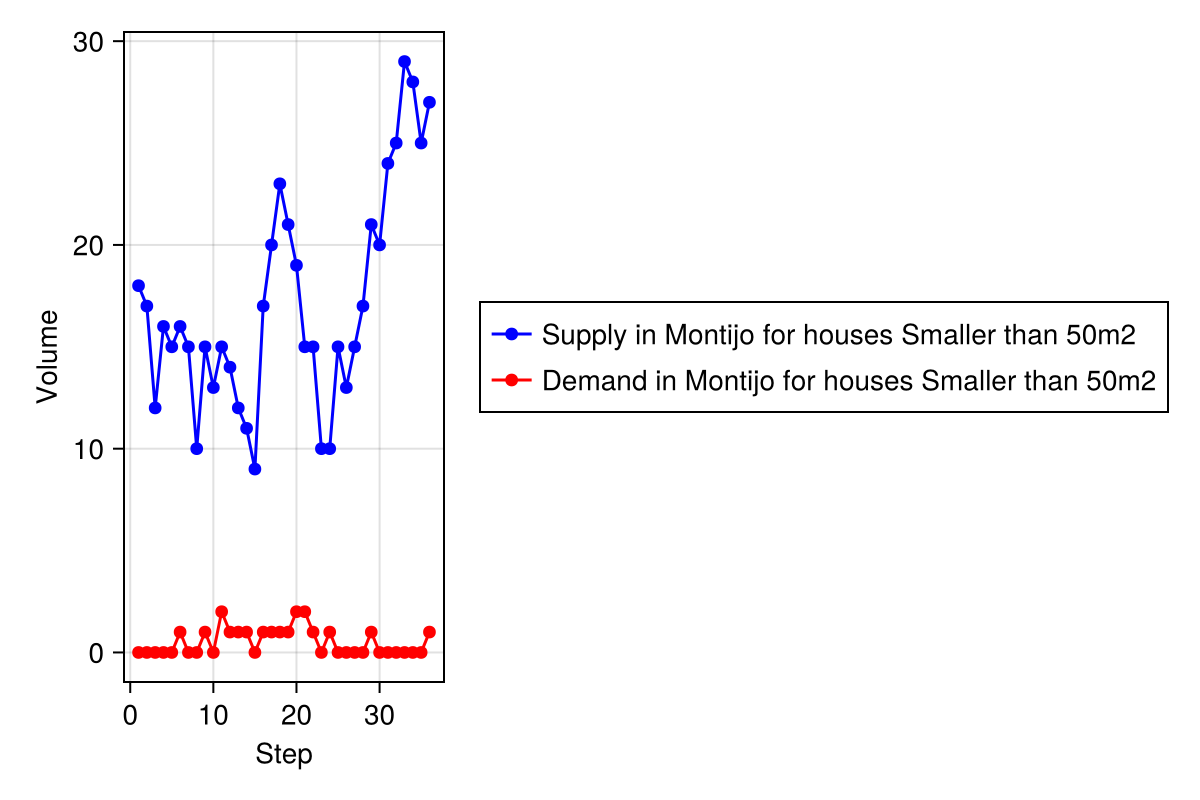 30
20
10
0
Volume
0 10 20 30
Step
Supply in Montijo for houses Smaller than 50m2
Demand in Montijo for houses Smaller than 50m2